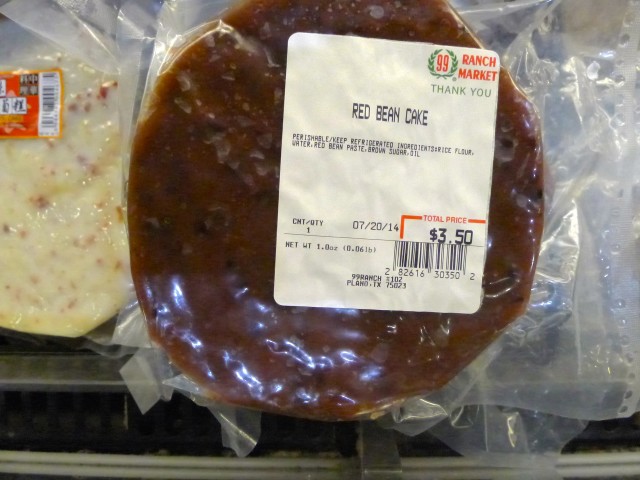 99 RANCH
MARKET
THANK YOU
RED BEAN CAKE
PERISHABLE/KEEP REFRIGERATED INGREDIENTS:RICE FLOUR,
WATER,RED BEAN PASTE,BROWN SUGAR,OIL
CNT/QTY
1
07/20/14
TOTAL PRICE
$3.50
NET WT 1.0oz (0.06lb)
2 82616 30350 2
99RANCH #102
PLANO,TX 75023